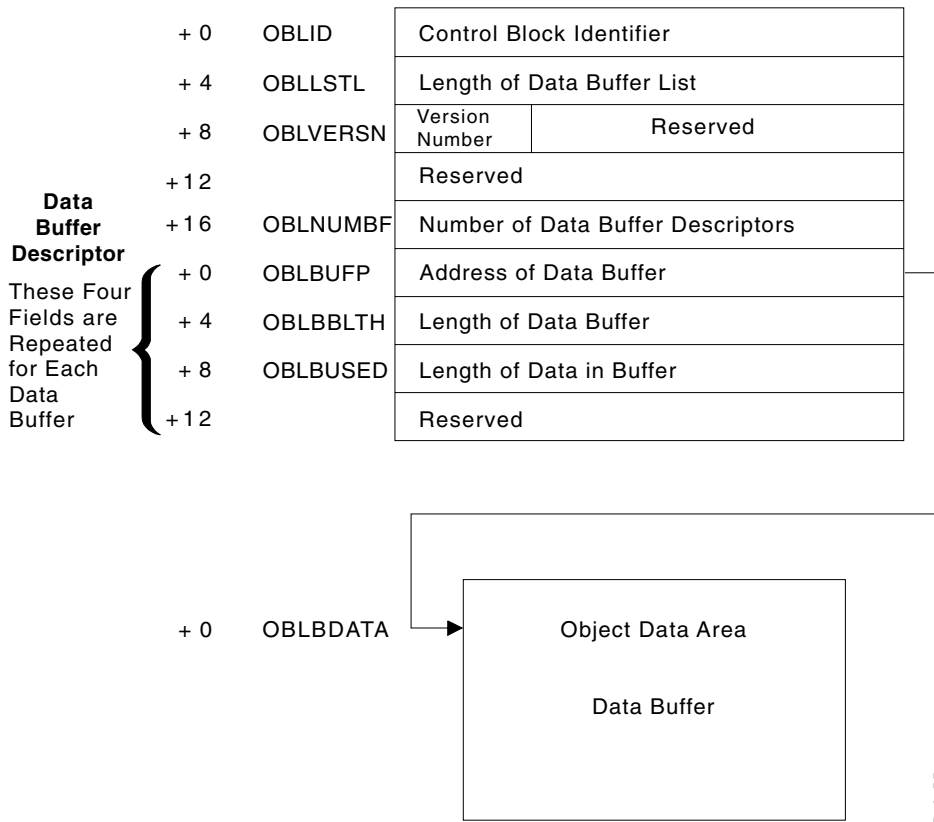 + 0 OBLID Control Block Identifier
+ 4 OBLLSTL Length of Data Buffer List
+ 8 OBLVERSN Version Number Reserved
+12 Reserved
+16 OBLNUMBF Number of Data Buffer Descriptors
Data
Buffer
Descriptor
These Four
Fields are
Repeated
for Each
Data
Buffer
+ 0 OBLBUFP Address of Data Buffer
+ 4 OBLBBLTH Length of Data Buffer
+ 8 OBLBUSED Length of Data in Buffer
+12 Reserved
+ 0 OBLBDATA Object Data Area
Data Buffer